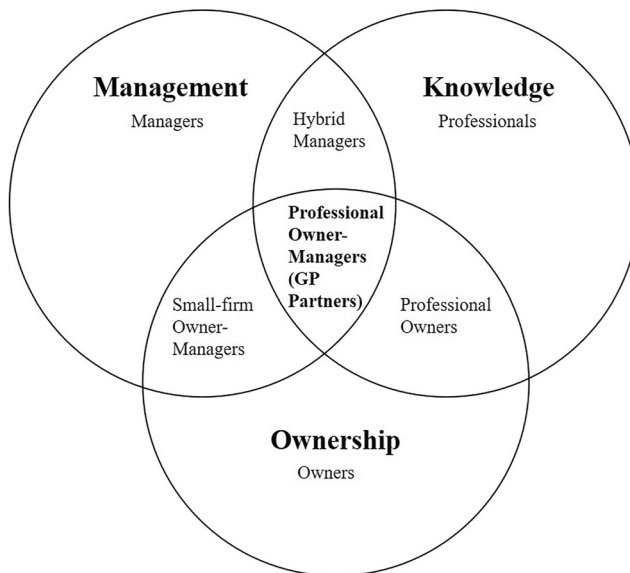 Management
Managers
Knowledge
Professionals
Hybrid
Managers
Professional
Owner-
Managers
(GP
Partners)
Small-firm
Owner-
Managers
Professional
Owners
Ownership
Owners